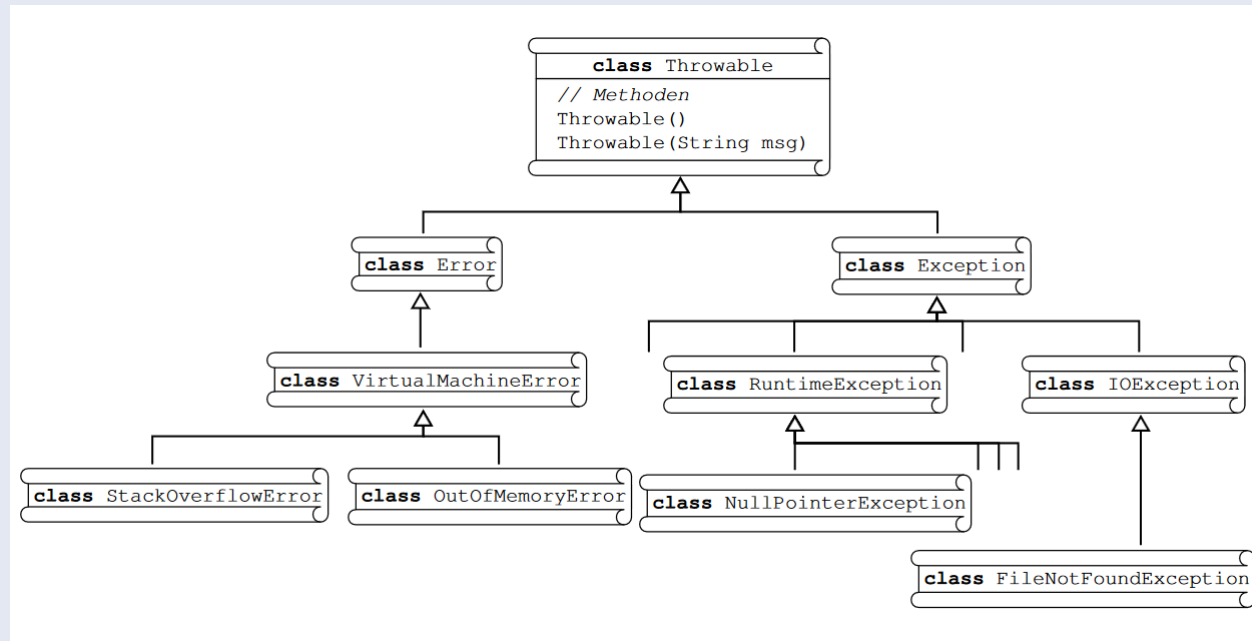 class Throwable
// Methoden
Throwable()
Throwable(String msg)
class Error
class Exception
class VirtualMachineError
class RuntimeException
class IOException
class StackOverflowError
class OutOfMemoryError
class NullPointerException
class FileNotFoundException